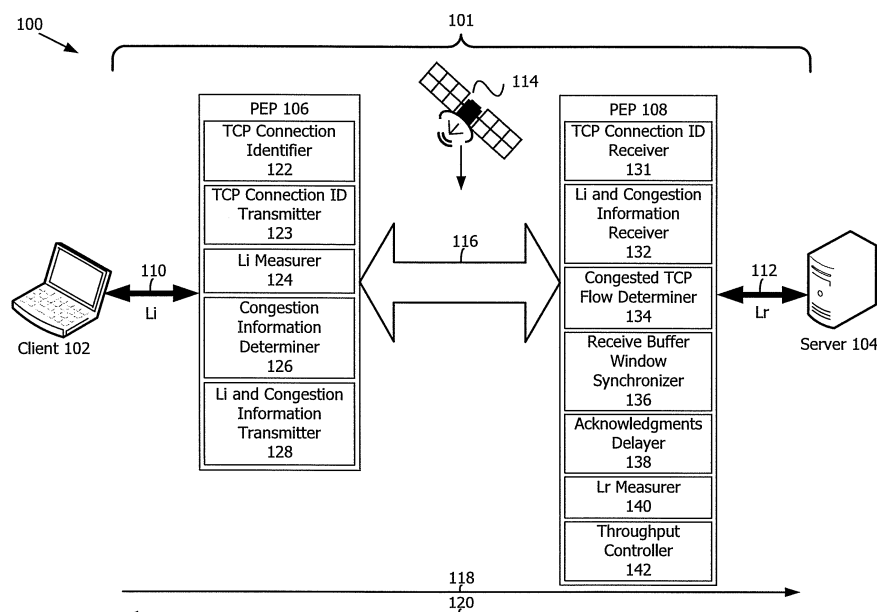 100
101
114
PEP 106
TCP Connection
Identifier
122
TCP Connection ID
Transmitter
123
Li Measurer
124
Congestion
Information
Determiner
126
Li and Congestion
Information
Transmitter
128
PEP 108
TCP Connection ID
Receiver
131
Li and Congestion
Information
Receiver
132
Congested TCP
Flow Determiner
134
Receive Buffer
Window
Synchronizer
136
Acknowledgments
Delayer
138
Lr Measurer
140
Throughput
Controller
142
116
110
Li
Client 102
112
Lr
Server 104
118
120